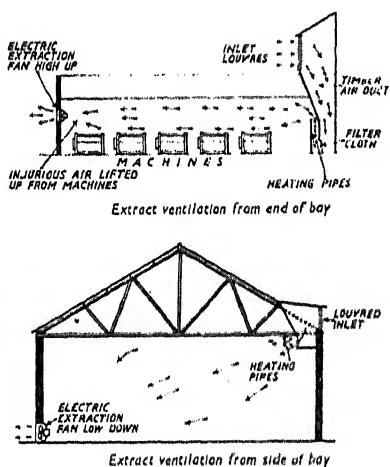 ELECTRIC
EXTRACTION
FAN HIGH UP
INLET
LOUVRES
TIMBER
AIR DUCT
FILTER
CLOTH
MACHINES
INJURIOUS AIR LIFTED
UP FROM MACHINES
HEATING PIPES
Extract ventilation from end of bay
LOUVRED
INLET
HEATING
PIPES
ELECTRIC
EXTRACTION
FAN LOW DOWN
Extract ventilation from side of bay